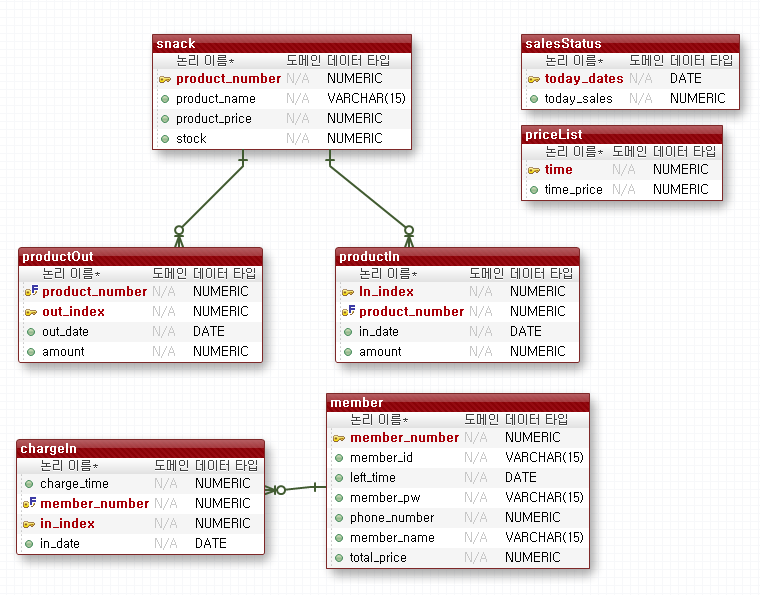 snack
논리 이름* 도메인 데이터 타입
product_number N/A NUMERIC
product_name N/A VARCHAR(15)
product_price N/A NUMERIC
stock N/A NUMERIC
salesStatus
논리 이름* 도메인 데이터 타입
today_dates N/A DATE
today_sales N/A NUMERIC
priceList
논리 이름* 도메인 데이터 타입
time N/A NUMERIC
time_price N/A NUMERIC
productOut
논리 이름* 도메인 데이터 타입
F product_number N/A NUMERIC
out_index N/A NUMERIC
out_date N/A DATE
amount N/A NUMERIC
productIn
논리 이름* 도메인 데이터 타입
In_index N/A NUMERIC
F product_number N/A NUMERIC
in_date N/A DATE
amount N/A NUMERIC
chargeIn
논리 이름* 도메인 데이터 타입
charge_time N/A NUMERIC
F member_number N/A NUMERIC
in_index N/A NUMERIC
in_date N/A DATE
member
논리 이름* 도메인 데이터 타입
member_number N/A NUMERIC
member_id N/A VARCHAR(15)
left_time N/A DATE
member_pw N/A VARCHAR(15)
phone_number N/A NUMERIC
member_name N/A VARCHAR(15)
total_price N/A NUMERIC